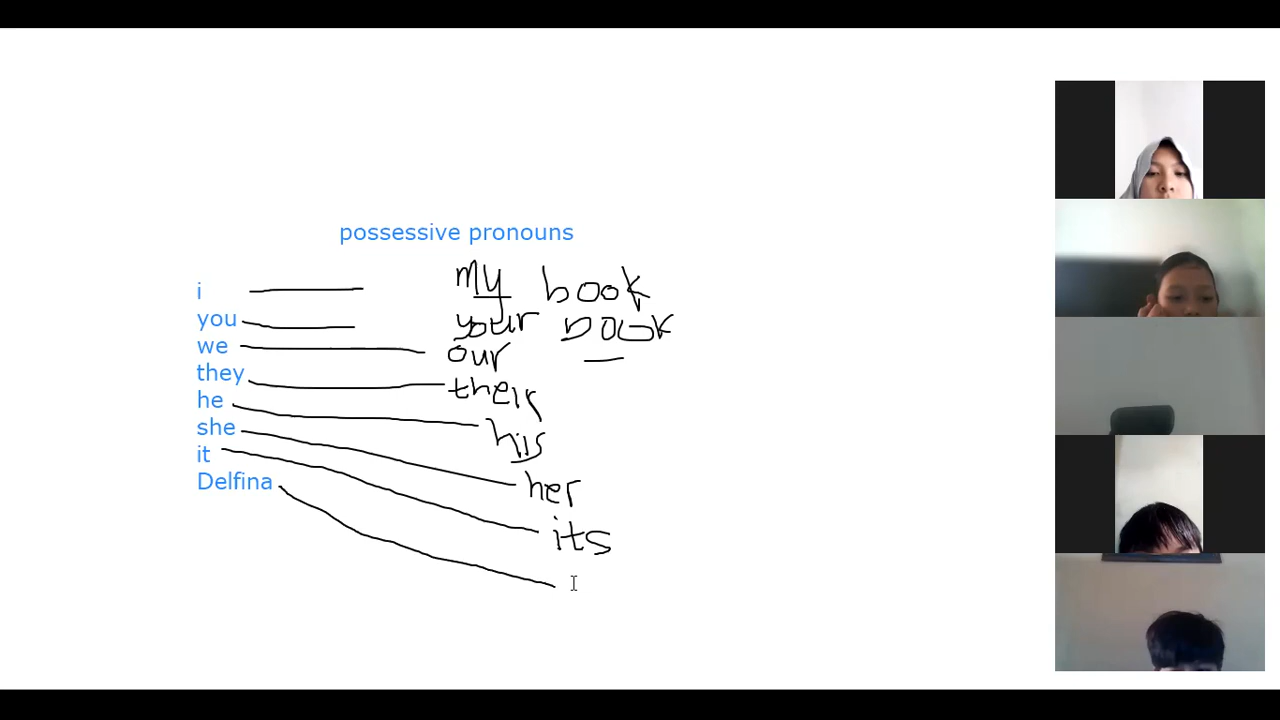 possessive pronouns
i my book
you your book
we our
they their
he his
she her
it its
Delfina